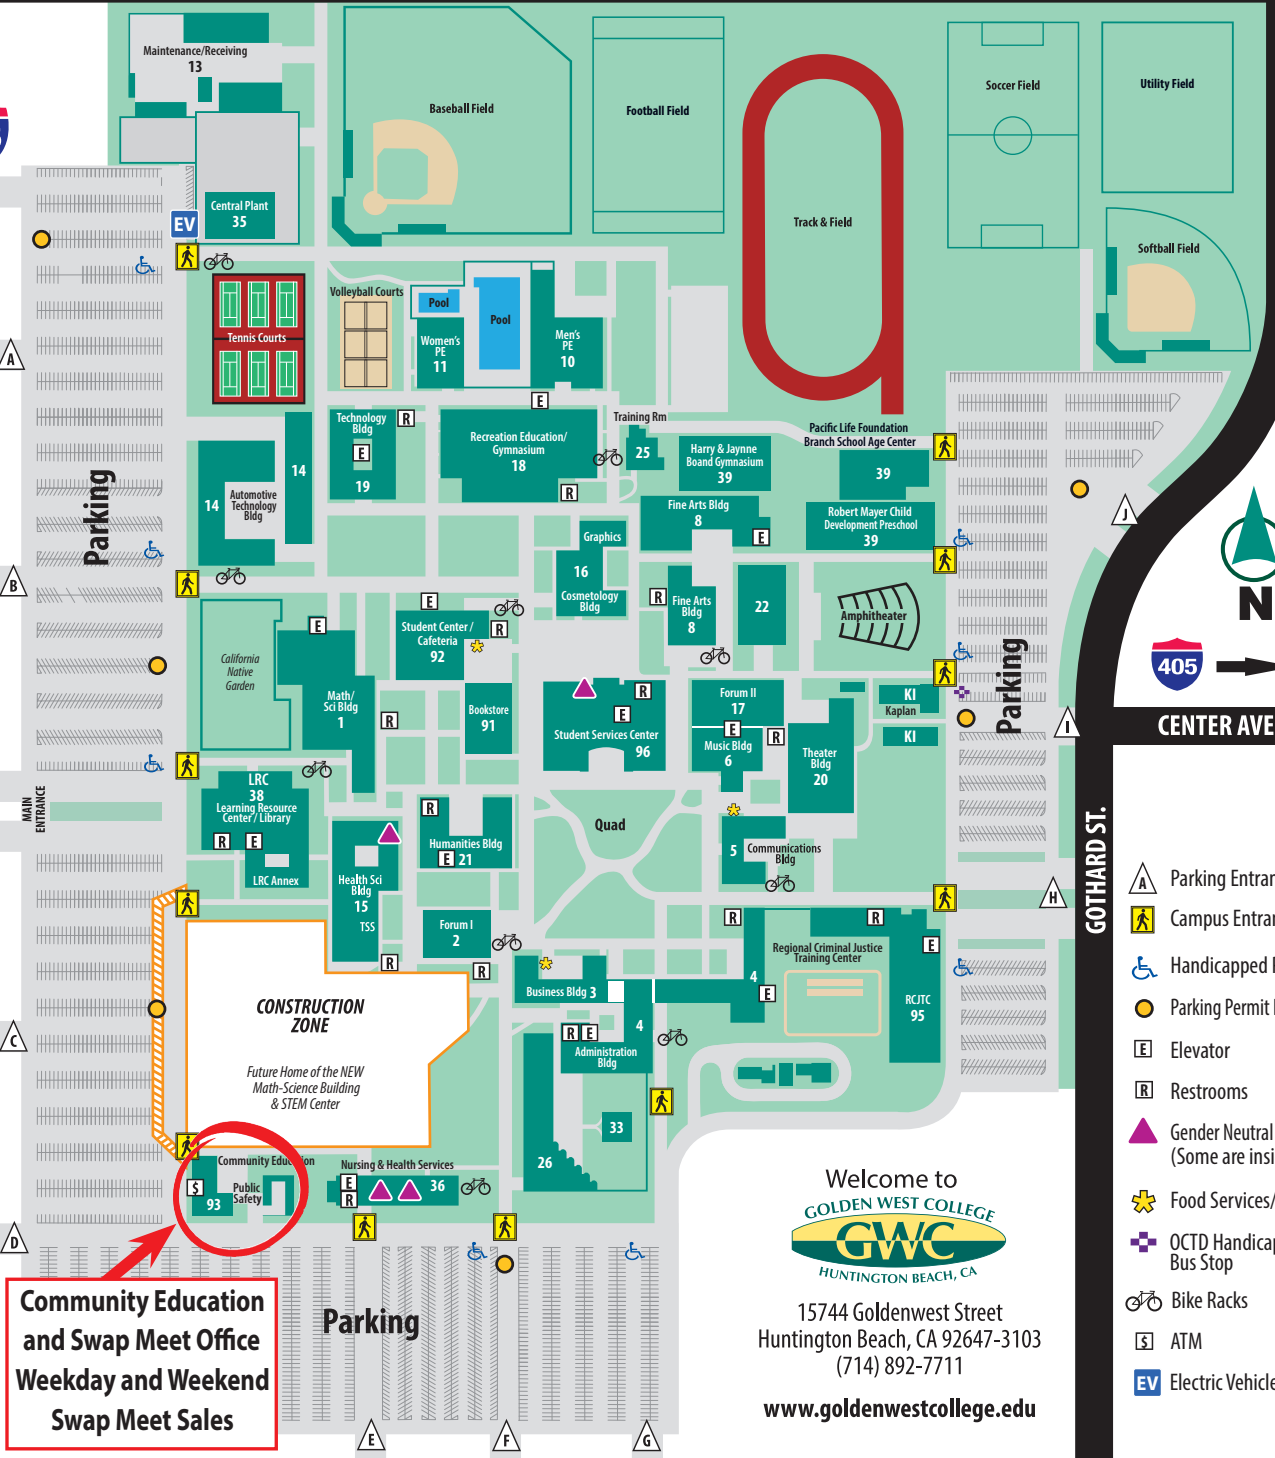 Maintenance/Receiving
13
Baseball Field
Football Field
Soccer Field
Utility Field
Central Plant
35
EV
Track & Field
Softball Field
Volleyball Courts
Pool
Pool
Tennis Courts
Women's
PE
11
Men's
PE
10
A
E
Technology
Bldg
E
19
R
Recreation Education/
Gymnasium
18
R
Training Rm
25
Harry & Jaynne
Board Gymnasium
39
Pacific Life Foundation
Branch School Age Center
39
14
14
Automotive
Technology
Bldg
Parking
Fine Arts Bldg
8
E
Robert Mayer Child
Development Preschool
39
J
Graphics
16
Cosmetology
Bldg
B
R
Fine Arts
Bldg
8
22
Amphitheater
N
E
Student Center /
Cafeteria
92
R
E
California
Native
Garden
Math/
Sci Bldg
1
R
Bookstore
91
R
E
Student Services Center
96
Forum II
17
E
Music Bldg
6
R
Theater
Bldg
20
KI
Kaplan
KI
Parking
405
I
CENTER AVE
MAIN
ENTRANCE
LRC
38
Learning Resource
Center / Library
R
E
LRC Annex
R
Humanities Bldg
E 21
Quad
5
Communications
Bldg
GOTHARD ST.
Health Sci
Bldg
15
TSS
R
Forum I
2
R
H
R
R
E
Regional Criminal Justice
Training Center
4
E
RCJTC
95
Business Bldg 3
4
R E
Administration
Bldg
33
26
C
CONSTRUCTION
ZONE
Future Home of the NEW
Math-Science Building
& STEM Center
Community Education
Public
Safety
$
93
Nursing & Health Services
E
R
36
D
Community Education
and Swap Meet Office
Weekday and Weekend
Swap Meet Sales
Parking
E
F
G
Welcome to
GOLDEN WEST COLLEGE
GWC
HUNTINGTON BEACH, CA
15744 Goldenwest Street
Huntington Beach, CA 92647-3103
(714) 892-7711
www.goldenwestcollege.edu
A Parking Entran
Campus Entran
Handicapped
Parking Permit
E Elevator
R Restrooms
Gender Neutral
(Some are insi
Food Services/
OCTD Handicap
Bus Stop
Bike Racks
$ ATM
EV Electric Vehicle